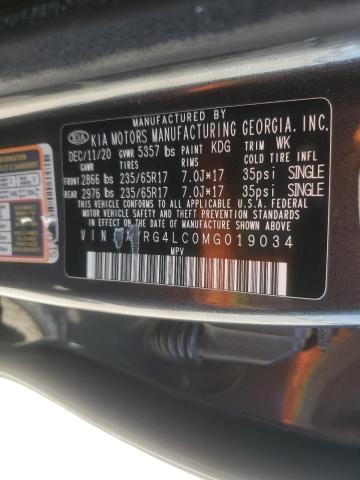 MANUFACTURED BY
KIA KIA MOTORS MANUFACTURING GEORGIA, INC.
DEC/11/20 GVWR 5357 lbs PAINT KDG TRIM WK
GAWR TIRES RIMS COLD TIRE INFL
FRONT 2866 lbs 235/65R17 7.0J×17 35psi SINGLE
REAR 2976 lbs 235/65R17 7.0J×17 35psi SINGLE
THIS VEHICLE CONFORMS TO ALL APPLICABLE U.S.A. FEDERAL
MOTOR VEHICLE SAFETY, BUMPER, AND THEFT PREVENTION STANDARDS
IN EFFECT ON THE DATE OF MANUFACTURE SHOWN ABOVE.
VIN RG4LC0MG019034
MPV